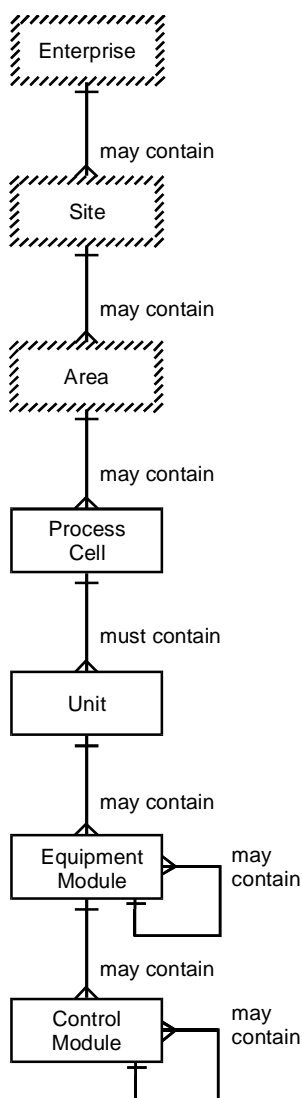 Enterprise
may contain
Site
may contain
Area
may contain
Process
Cell
must contain
Unit
may contain
Equipment
Module
may
contain
may contain
Control
Module
may
contain